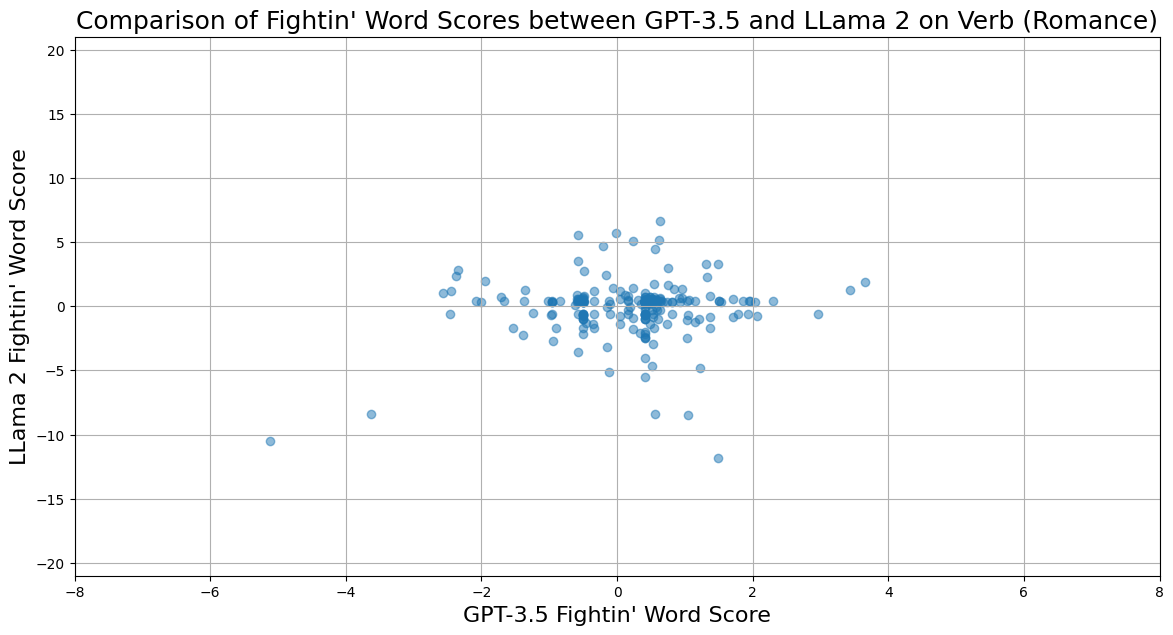 Comparison of Fightin' Word Scores between GPT-3.5 and LLama 2 on Verb (Romance)
LLama 2 Fightin' Word Score
20
15
10
5
0
−5
−10
−15
−20
−8 −6 −4 −2 0 2 4 6 8
GPT-3.5 Fightin' Word Score